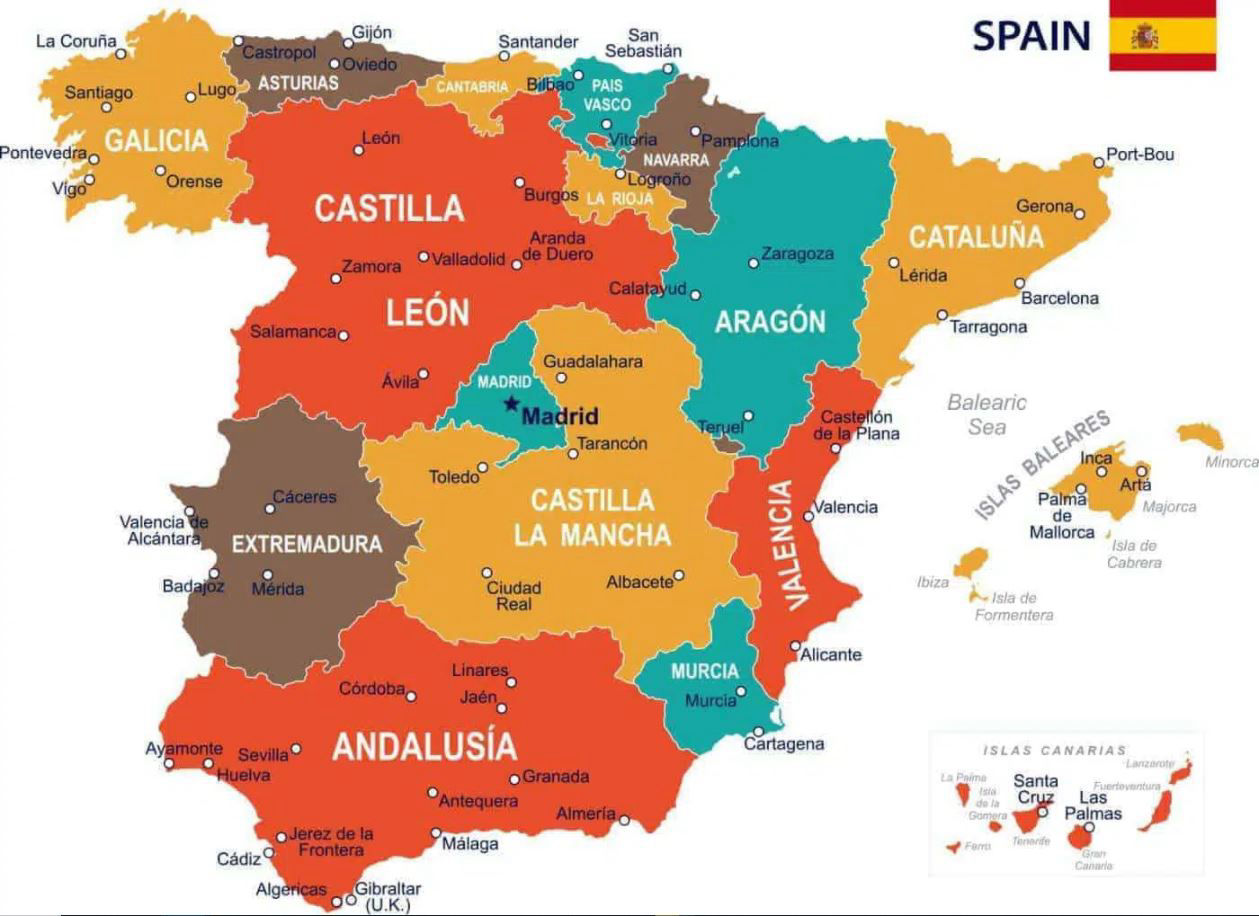 SPAIN
La Coruña
Castropol
Gijón
Oviedo
ASTURIAS
Santander
CANTABRIA
Bilbao
San
Sebastián
PAIS
VASCO
Vitoria
Santiago
Lugo
GALICIA
Pontevedra
Vigo
Orense
León
Burgos
Pamplona
NAVARRA
Logroño
LA RIOJA
Port-Bou
Gerona
CATALUÑA
Lérida
Barcelona
Tarragona
CASTILLA
LEÓN
Aranda
de Duero
Valladolid
Zamora
Salamanca
Ávila
Zaragoza
Calatayud
ARAGÓN
Teruel
Guadalahara
MADRID
Madrid
Tarancón
Toledo
CASTILLA
LA MANCHA
Ciudad
Real
Albacete
Castellón
de la Plana
Valencia
VALENCIA
Alicante
Balearic
Sea
ISLAS BALEARES
Minorca
Inca
Artá
Palma
de
Mallorca
Majorca
Isla de
Cabrera
Ibiza
Isla de
Formentera
Cáceres
Valencia de
Alcántara
EXTREMADURA
Badajoz
Mérida
MURCIA
Murcia
Cartagena
Linares
Jaén
Córdoba
Ayamonte
Huelva
Sevilla
ANDALUSÍA
Granada
Antequera
Almería
Málaga
Jerez de la
Frontera
Cádiz
Algericas
Gibraltar
(U.K.)
ISLAS CANARIAS
La Palma
Isla
de la
Gomera
Ferro
Santa
Cruz
Tenerife
Las
Palmas
Gran
Canaria
Fuerteventura
Lanzarote